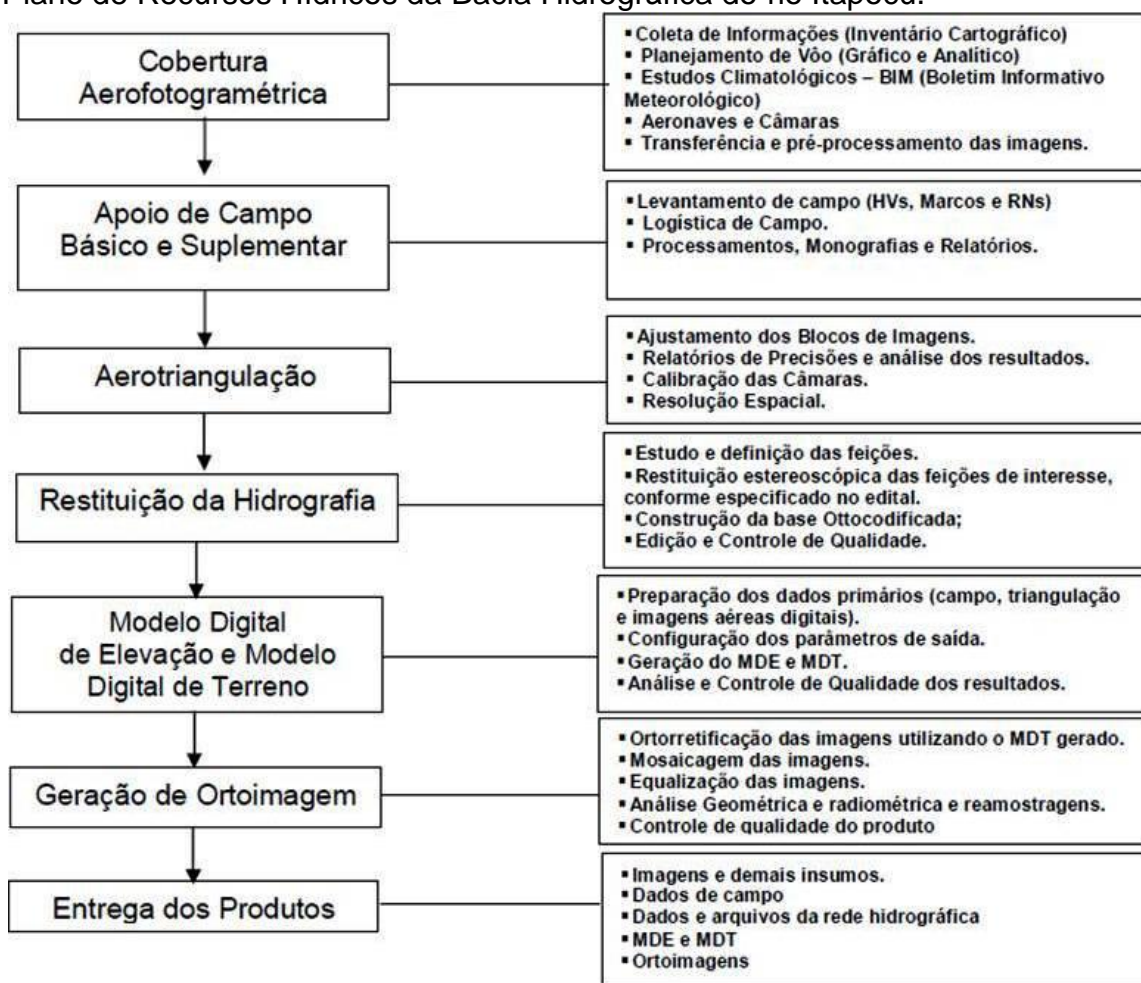 Plano de Recursos Hídricos da Bacia Hidrográfica do rio Itapocu.
Cobertura
Aerofotogramétrica
▪ Coleta de Informações (Inventário Cartográfico)
▪ Planejamento de Vôo (Gráfico e Analítico)
▪ Estudos Climatológicos – BIM (Boletim Informativo
Meteorológico)
▪ Aeronaves e Câmaras
▪ Transferência e pré-processamento das imagens.
Apoio de Campo
Básico e Suplementar
▪ Levantamento de campo (HVs, Marcos e RNs)
▪ Logística de Campo.
▪ Processamentos, Monografias e Relatórios.
Aerotriangulação
▪ Ajustamento dos Blocos de Imagens.
▪ Relatórios de Precisões e análise dos resultados.
▪ Calibração das Câmaras.
▪ Resolução Espacial.
Restituição da Hidrografia
▪ Estudo e definição das feições.
▪ Restituição estereoscópica das feições de interesse,
conforme especificado no edital.
▪ Construção da base Ottocodificada;
▪ Edição e Controle de Qualidade.
Modelo Digital
de Elevação e Modelo
Digital de Terreno
▪ Preparação dos dados primários (campo, triangulação
e imagens aéreas digitais).
▪ Configuração dos parâmetros de saída.
▪ Geração do MDE e MDT.
▪ Análise e Controle de Qualidade dos resultados.
Geração de Ortoimagem
▪ Ortorretificação das imagens utilizando o MDT gerado.
▪ Mosaicagem das imagens.
▪ Equalização das imagens.
▪ Análise Geométrica e radiométrica e reamostragens.
▪ Controle de qualidade do produto
Entrega dos Produtos
▪ Imagens e demais insumos.
▪ Dados de campo
▪ Dados e arquivos da rede hidrográfica
▪ MDE e MDT
▪ Ortoimagens